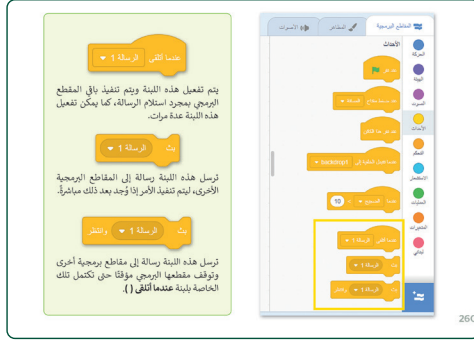 المقاطع البرمجية
المظاهر
الأصوات
الأحداث
الحركة
الهيئة
الصوت
الأحداث
التحكم
الاستشعار
العمليات
المتغيرات
لبناتي
backdrop1
10
عندما أتلقى الرسالة 1
بث الرسالة 1
بث الرسالة 1 وانتظر
عندما أتلقى الرسالة 1
يتم تفعيل هذه اللبنة ويتم تنفيذ باقي المقطع
البرمجي بمجرد استلام الرسالة، كما يمكن تفعيل
هذه اللبنة عدة مرات.
بث الرسالة 1
ترسل هذه اللبنة رسالة إلى المقاطع البرمجية
الأخرى، ليتم تنفيذ الأمر إذا وُجد بعد ذلك مباشرةً.
بث الرسالة 1 وانتظر
ترسل هذه اللبنة رسالة إلى مقاطع برمجية أخرى
وتوقف مقطعها البرمجي مؤقتًا حتى تكتمل تلك
الخاصة بلبنة عندما أتلقى ( ).
260